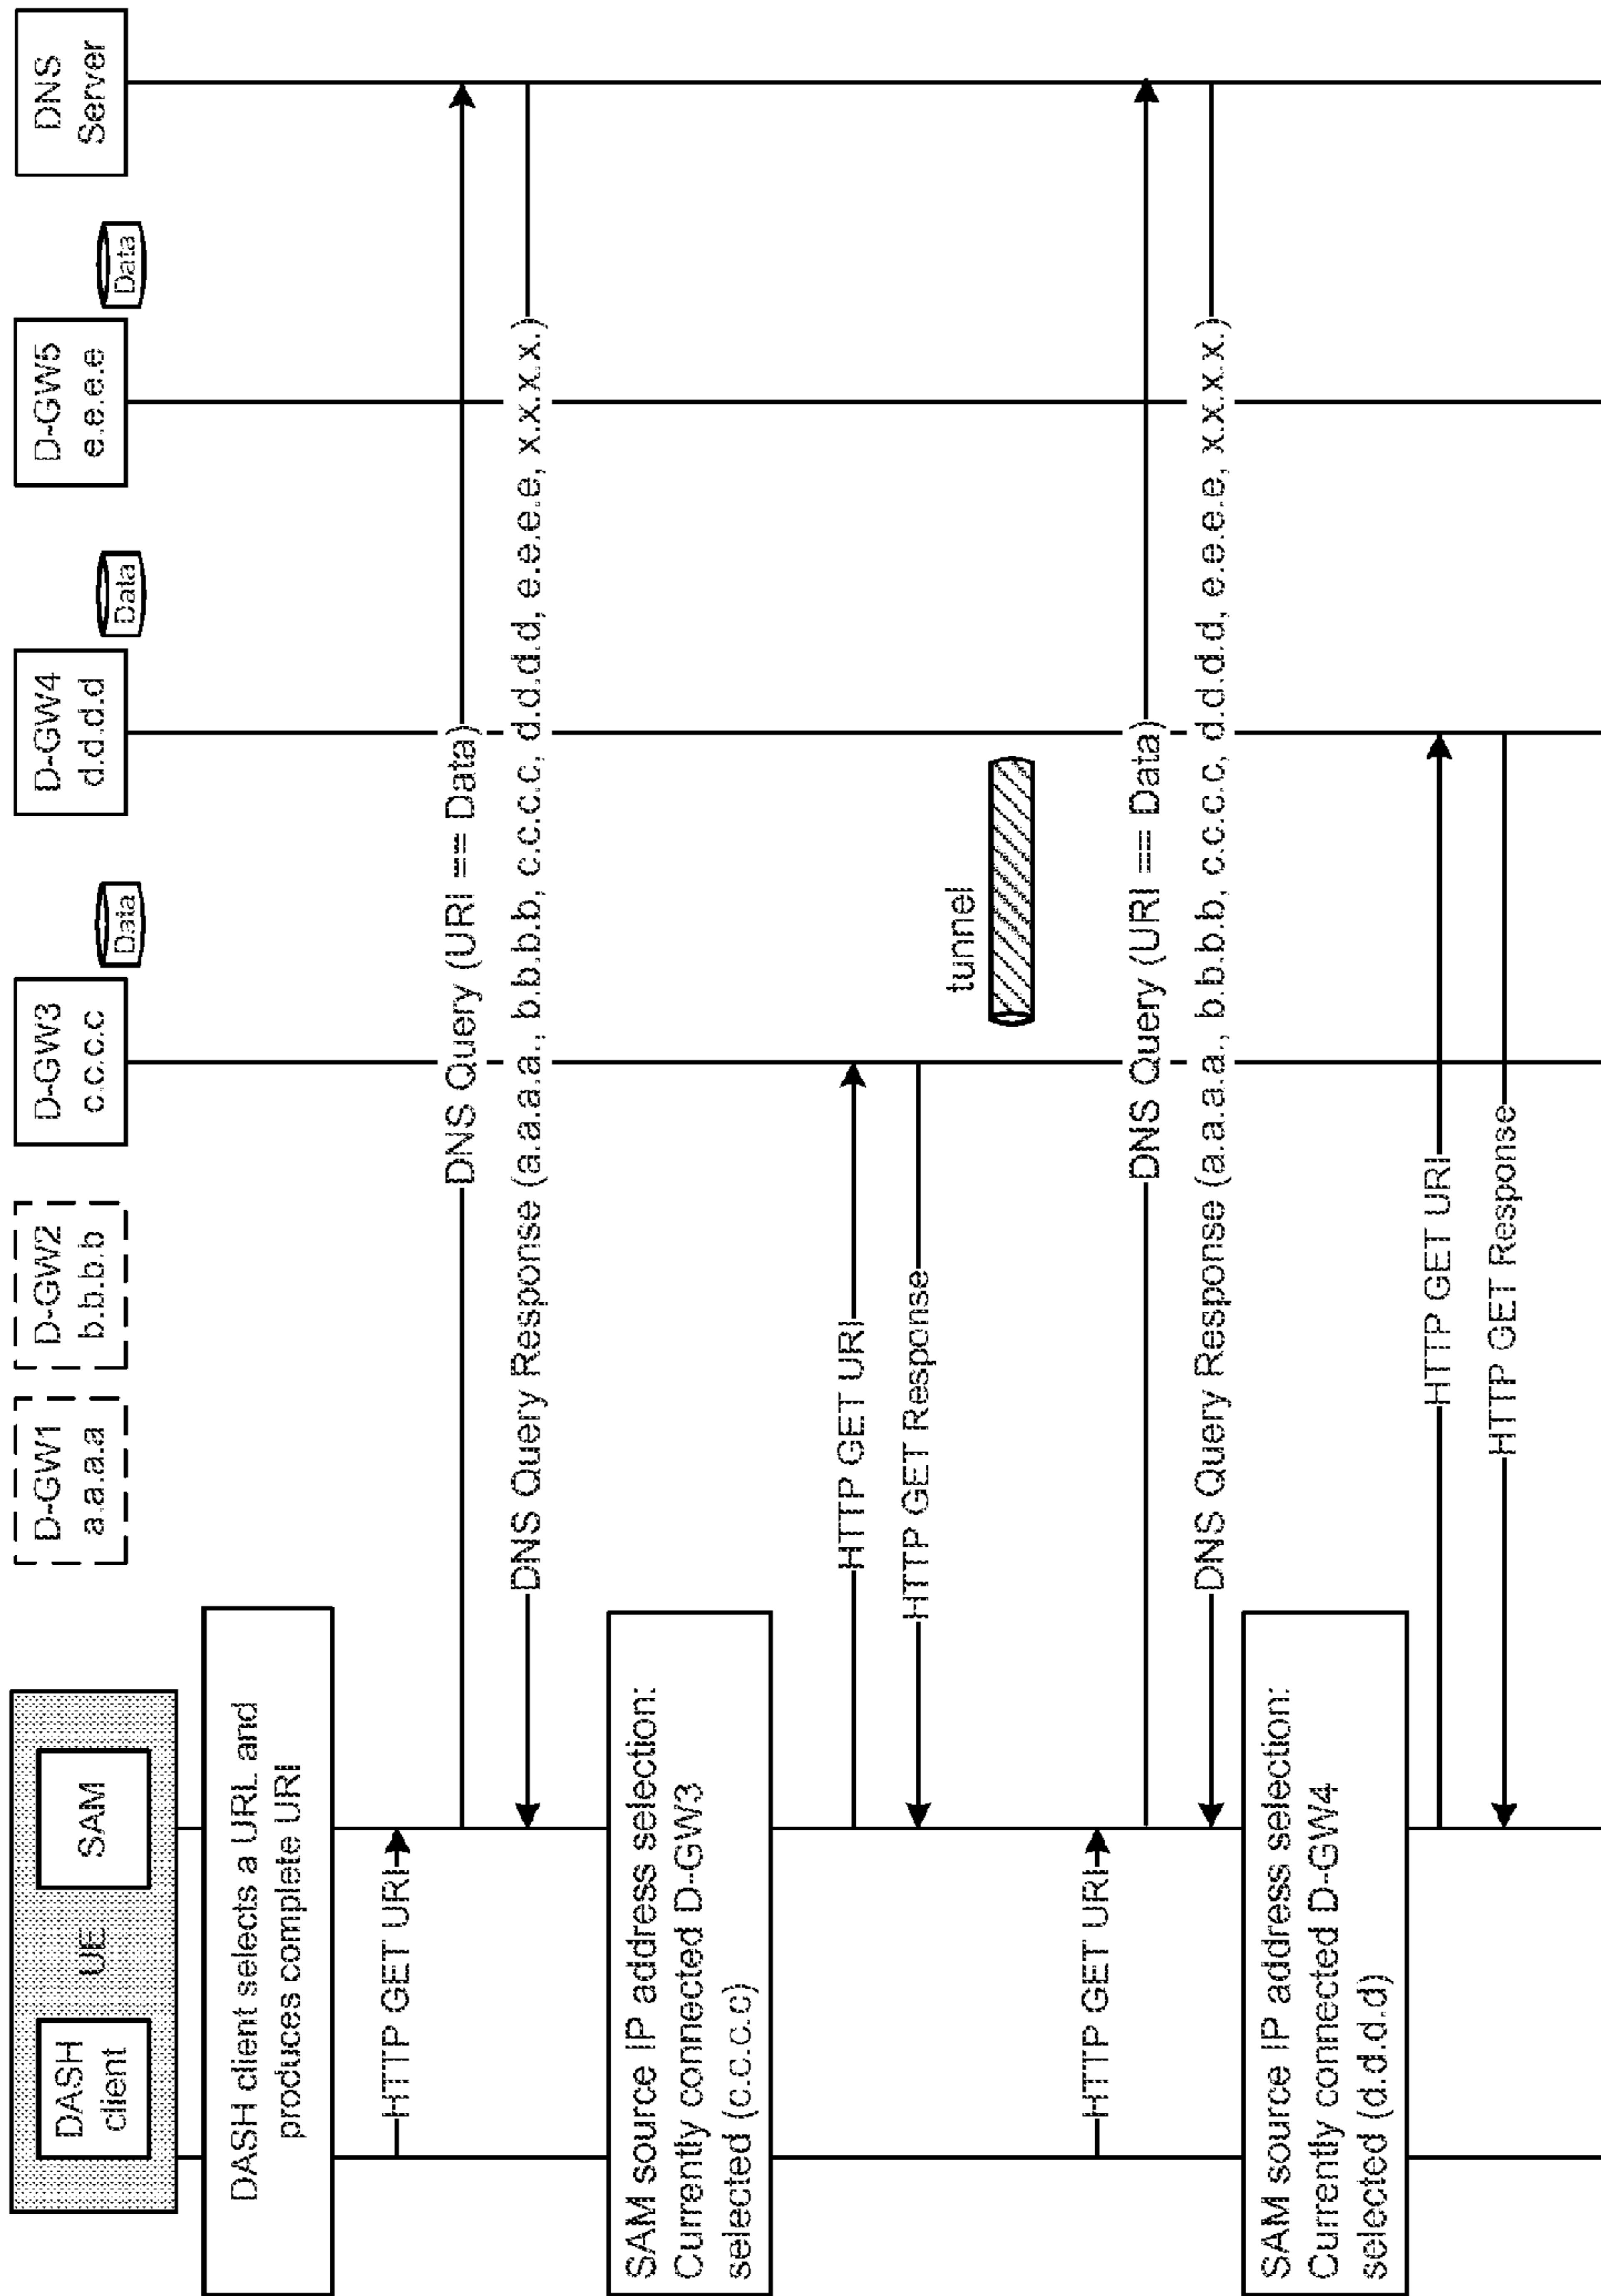 DASH
client
UE
SAM
D-GW1
a.a.a.a
D-GW2
b.b.b.b
D-GW3
c.c.c.c
Data
D-GW4
d.d.d.d
Data
D-GW5
e.e.e.e
Data
DNS
Server
DASH client selects a URL and
produces complete URI
HTTP GET URI
DNS Query (URI == Data)
DNS Query Response (a.a.a.a., b.b.b.b, c.c.c.c, d.d.d.d, e.e.e.e, x.x.x.)
SAM source IP address selection:
Currently connected D-GW3
selected (c.c.c.c)
HTTP GET URI
HTTP GET Response
tunnel
HTTP GET URI
DNS Query (URI == Data)
DNS Query Response (a.a.a.a., b.b.b.b, c.c.c.c, d.d.d.d, e.e.e.e, x.x.x.)
SAM source IP address selection:
Currently connected D-GW4
selected (d.d.d.d)
HTTP GET URI
HTTP GET Response